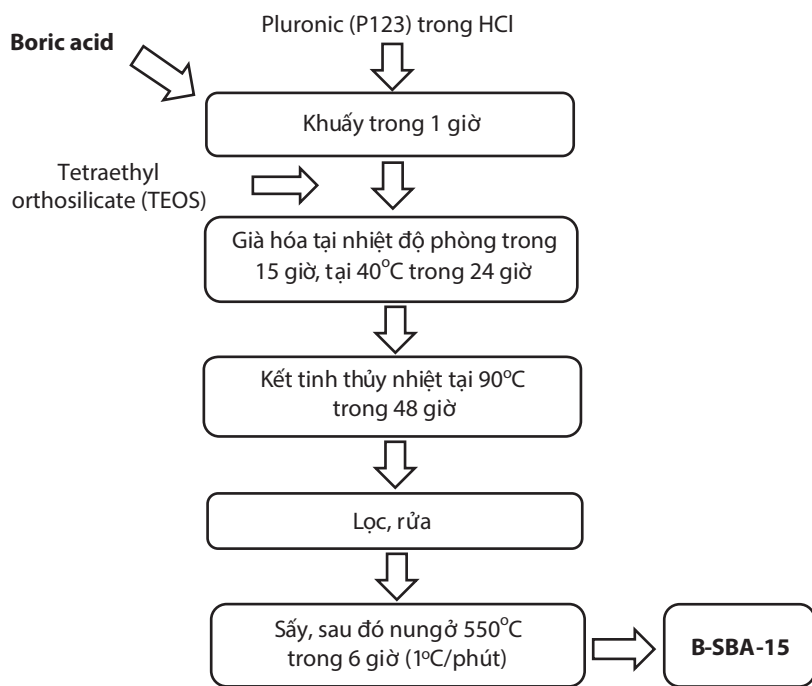 Pluronic (P123) trong HCl
Boric acid
Khuấy trong 1 giờ
Tetraethyl
orthosilicate (TEOS)
Già hóa tại nhiệt độ phòng trong
15 giờ, tại 40°C trong 24 giờ
Kết tinh thủy nhiệt tại 90°C
trong 48 giờ
Lọc, rửa
Sấy, sau đó nungở 550°C
trong 6 giờ (1°C/phút)
B-SBA-15